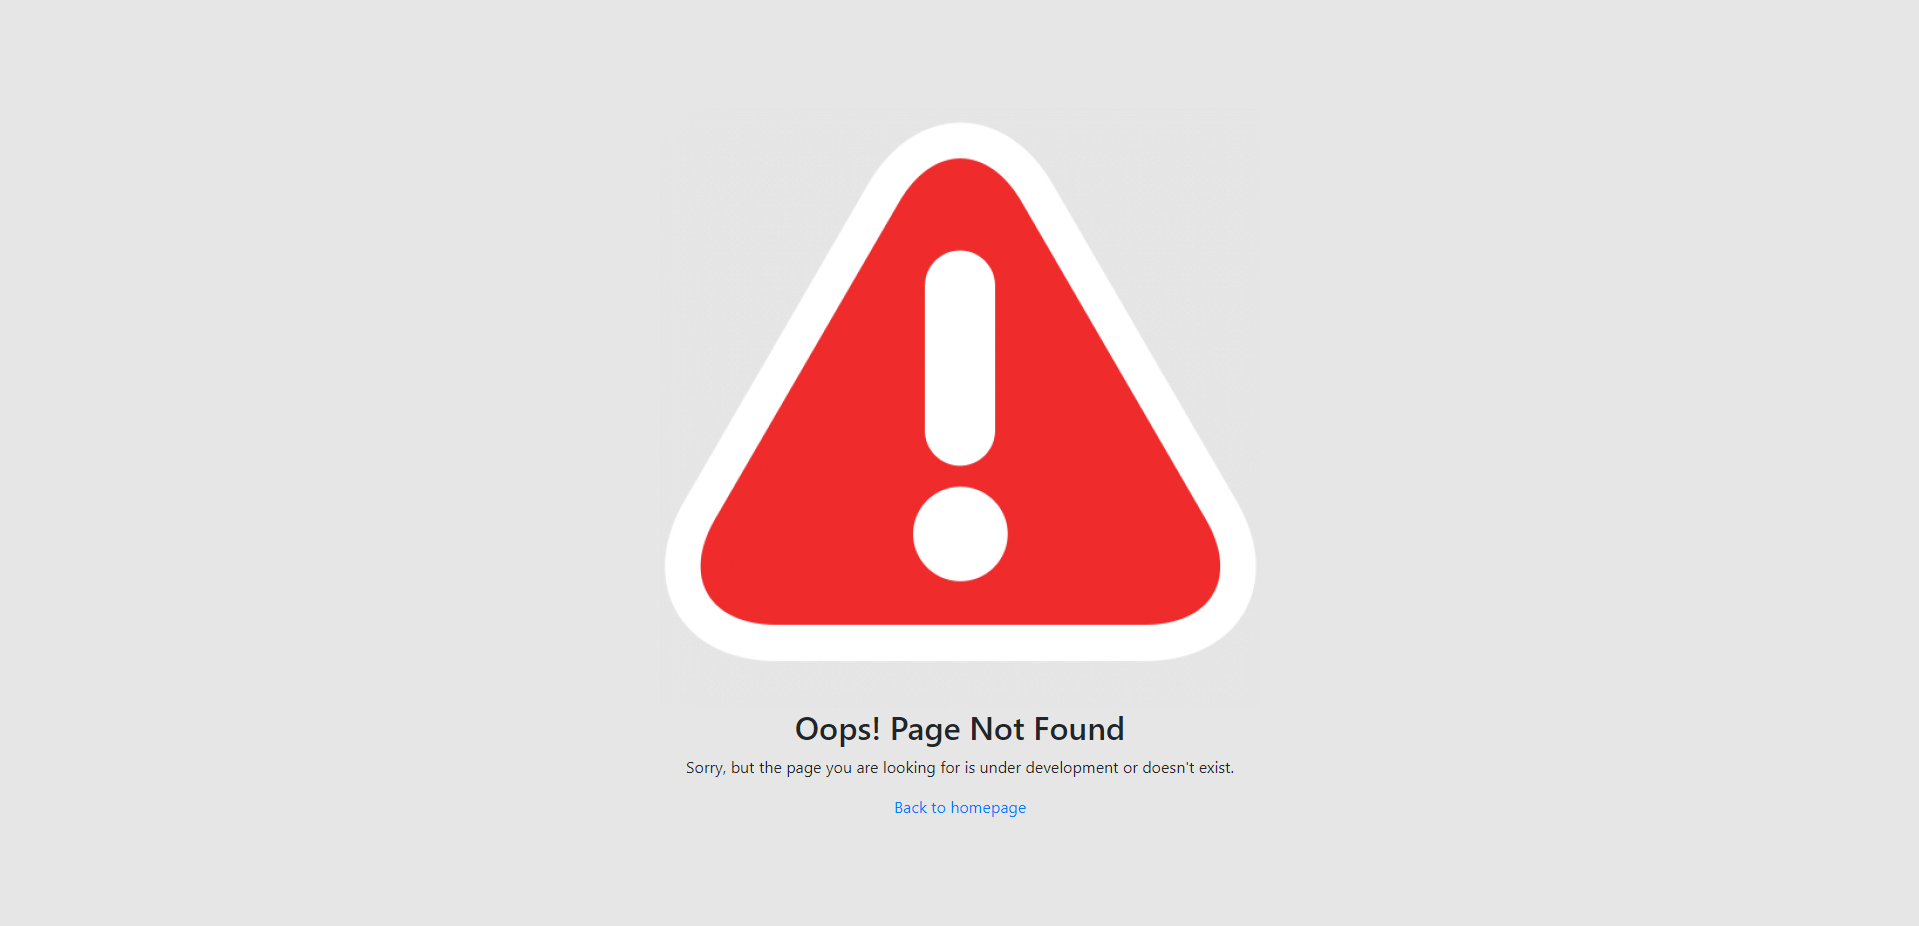 Oops! Page Not Found
Sorry, but the page you are looking for is under development or doesn't exist.
Back to homepage